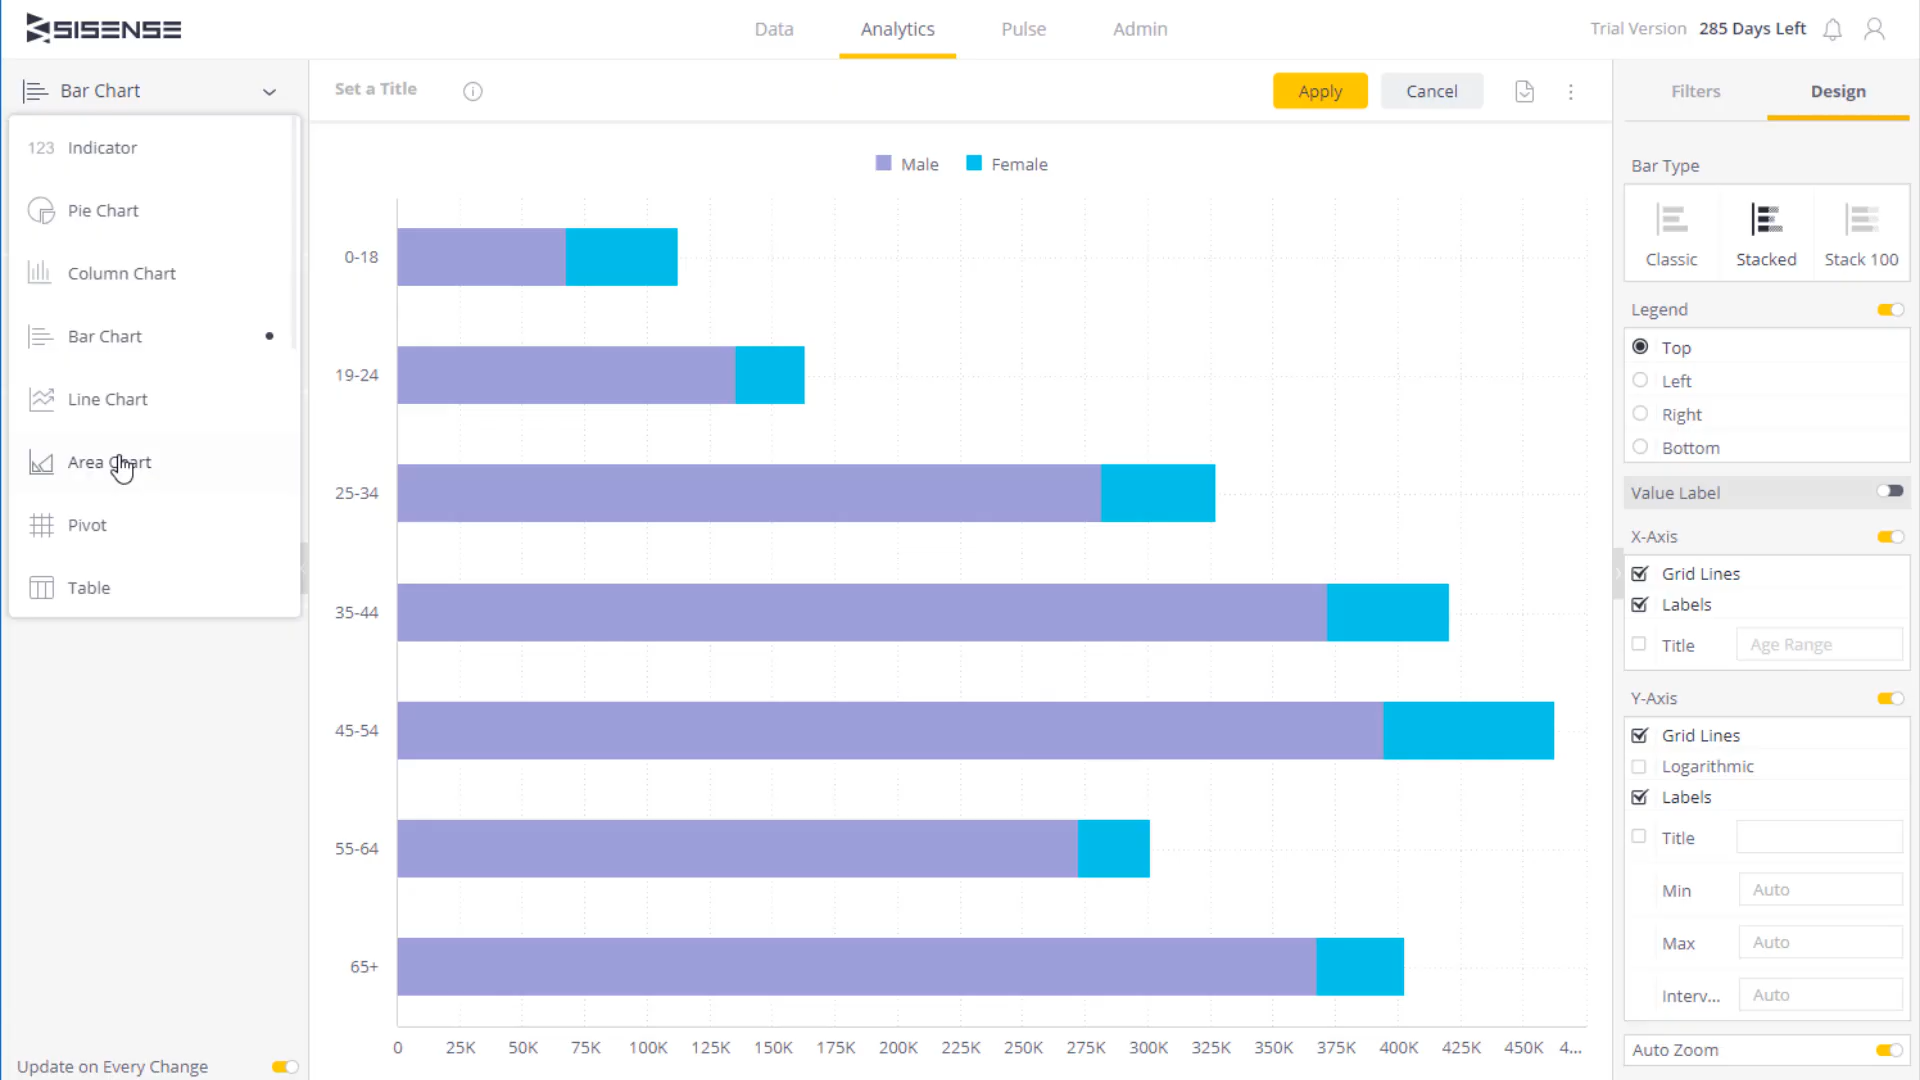 SISENSE
Data
Analytics
Pulse
Admin
Trial Version 285 Days Left
Bar Chart
123 Indicator
Pie Chart
Column Chart
Bar Chart
Line Chart
Area Chart
Pivot
Table
Update on Every Change
Set a Title
Apply
Cancel
Male
Female
0-18
19-24
25-34
35-44
45-54
55-64
65+
0 25K 50K 75K 100K 125K 150K 175K 200K 225K 250K 275K 300K 325K 350K 375K 400K 425K 450K 4...
Filters
Design
Bar Type
Classic
Stacked
Stack 100
Legend
Top
Left
Right
Bottom
Value Label
X-Axis
Grid Lines
Labels
Title Age Range
Y-Axis
Grid Lines
Logarithmic
Labels
Title
Min Auto
Max Auto
Interv... Auto
Auto Zoom